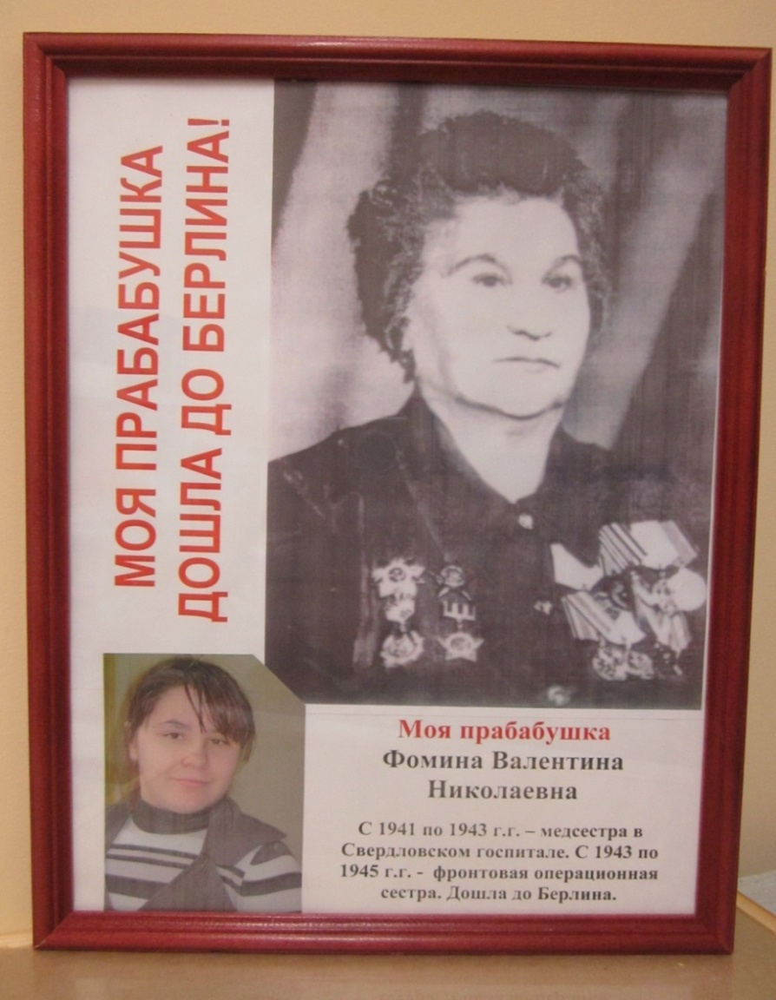 МОЯ ПРАБАБУШКА
ДОШЛА ДО БЕРЛИНА!
Моя прабабушка
Фомина Валентина
Николаевна
С 1941 по 1943 г.г. – медсестра в
Свердловском госпитале. С 1943 по
1945 г.г. - фронтовая операционная
сестра. Дошла до Берлина.